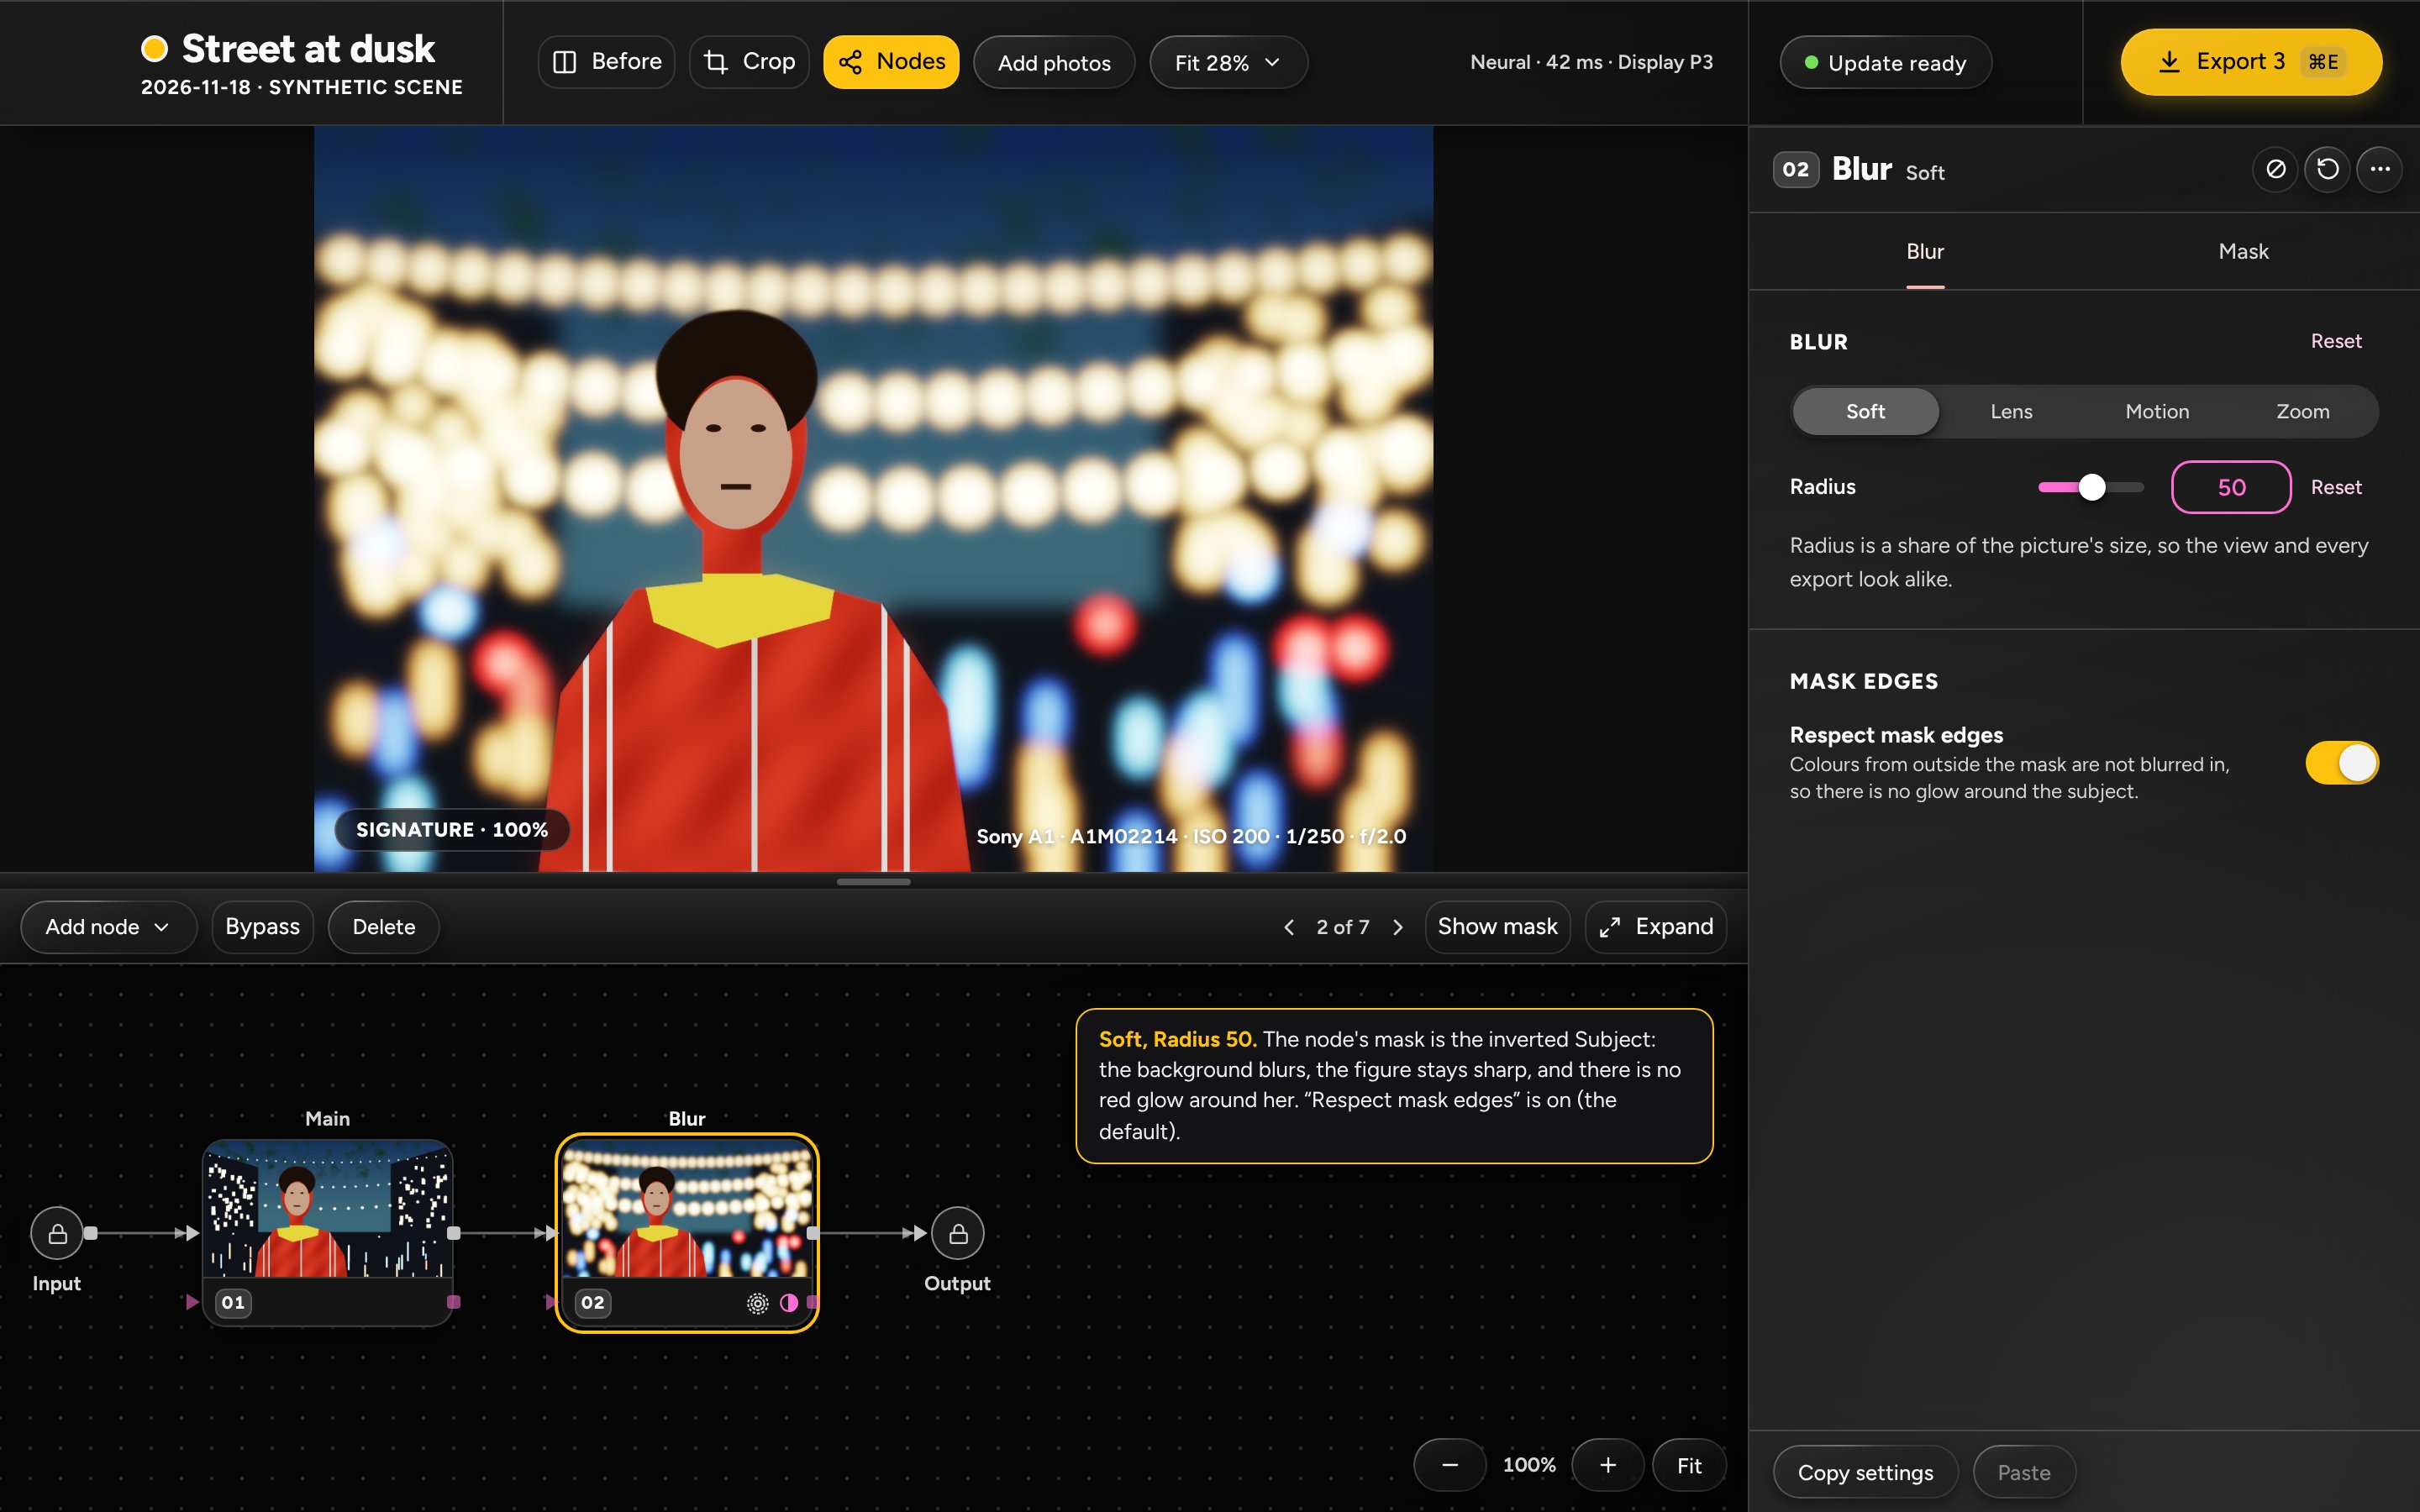 Street at dusk
2026-11-18 · SYNTHETIC SCENE
Before
Crop
Nodes
Add photos
Fit 28%
Neural · 42 ms · Display P3
Update ready
Export 3 ⌘E
02 Blur Soft
Blur
Mask
BLUR
Reset
Soft
Lens
Motion
Zoom
Radius
50
Reset
Radius is a share of the picture's size, so the view and every
export look alike.
MASK EDGES
Respect mask edges
Colours from outside the mask are not blurred in,
so there is no glow around the subject.
SIGNATURE · 100%
Sony A1 · A1M02214 · ISO 200 · 1/250 · f/2.0
Add node
Bypass
Delete
2 of 7
Show mask
Expand
Soft, Radius 50. The node's mask is the inverted Subject:
the background blurs, the figure stays sharp, and there is no
red glow around her. “Respect mask edges” is on (the
default).
Main
Blur
Input
Output
01
02
100%
Fit
Copy settings
Paste